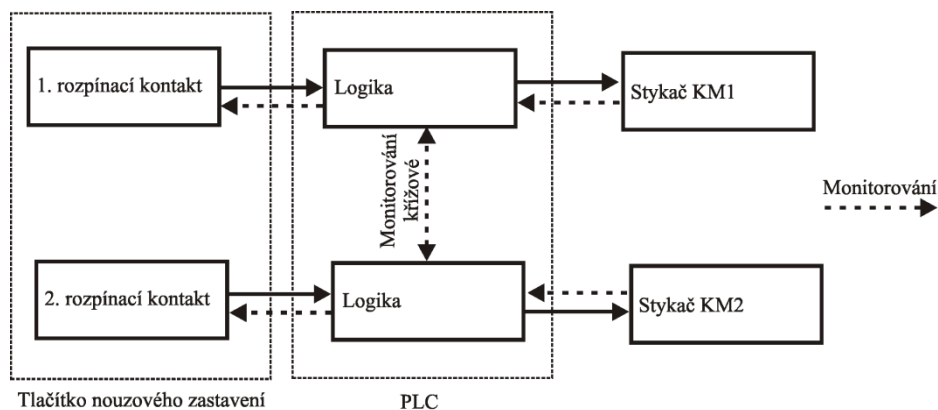 1. rozpínací kontakt
Logika
Stykač KM1
Monitorování
křížové
Monitorování
2. rozpínací kontakt
Logika
Stykač KM2
Tlačítko nouzového zastavení
PLC